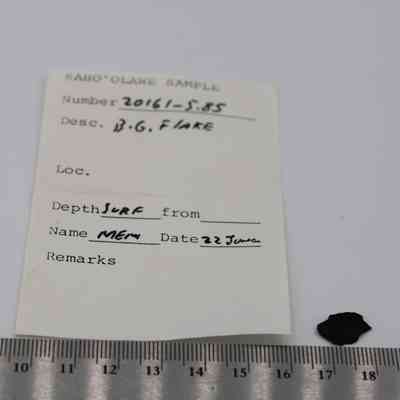 KAHO'OLAWE SAMPLE
Number 20161-5.85
Desc. B.G. FLAKE
Loc.
Depth SURF from
Name Date 22 June
Remarks
10 11 12 13 14 15 16 17 18